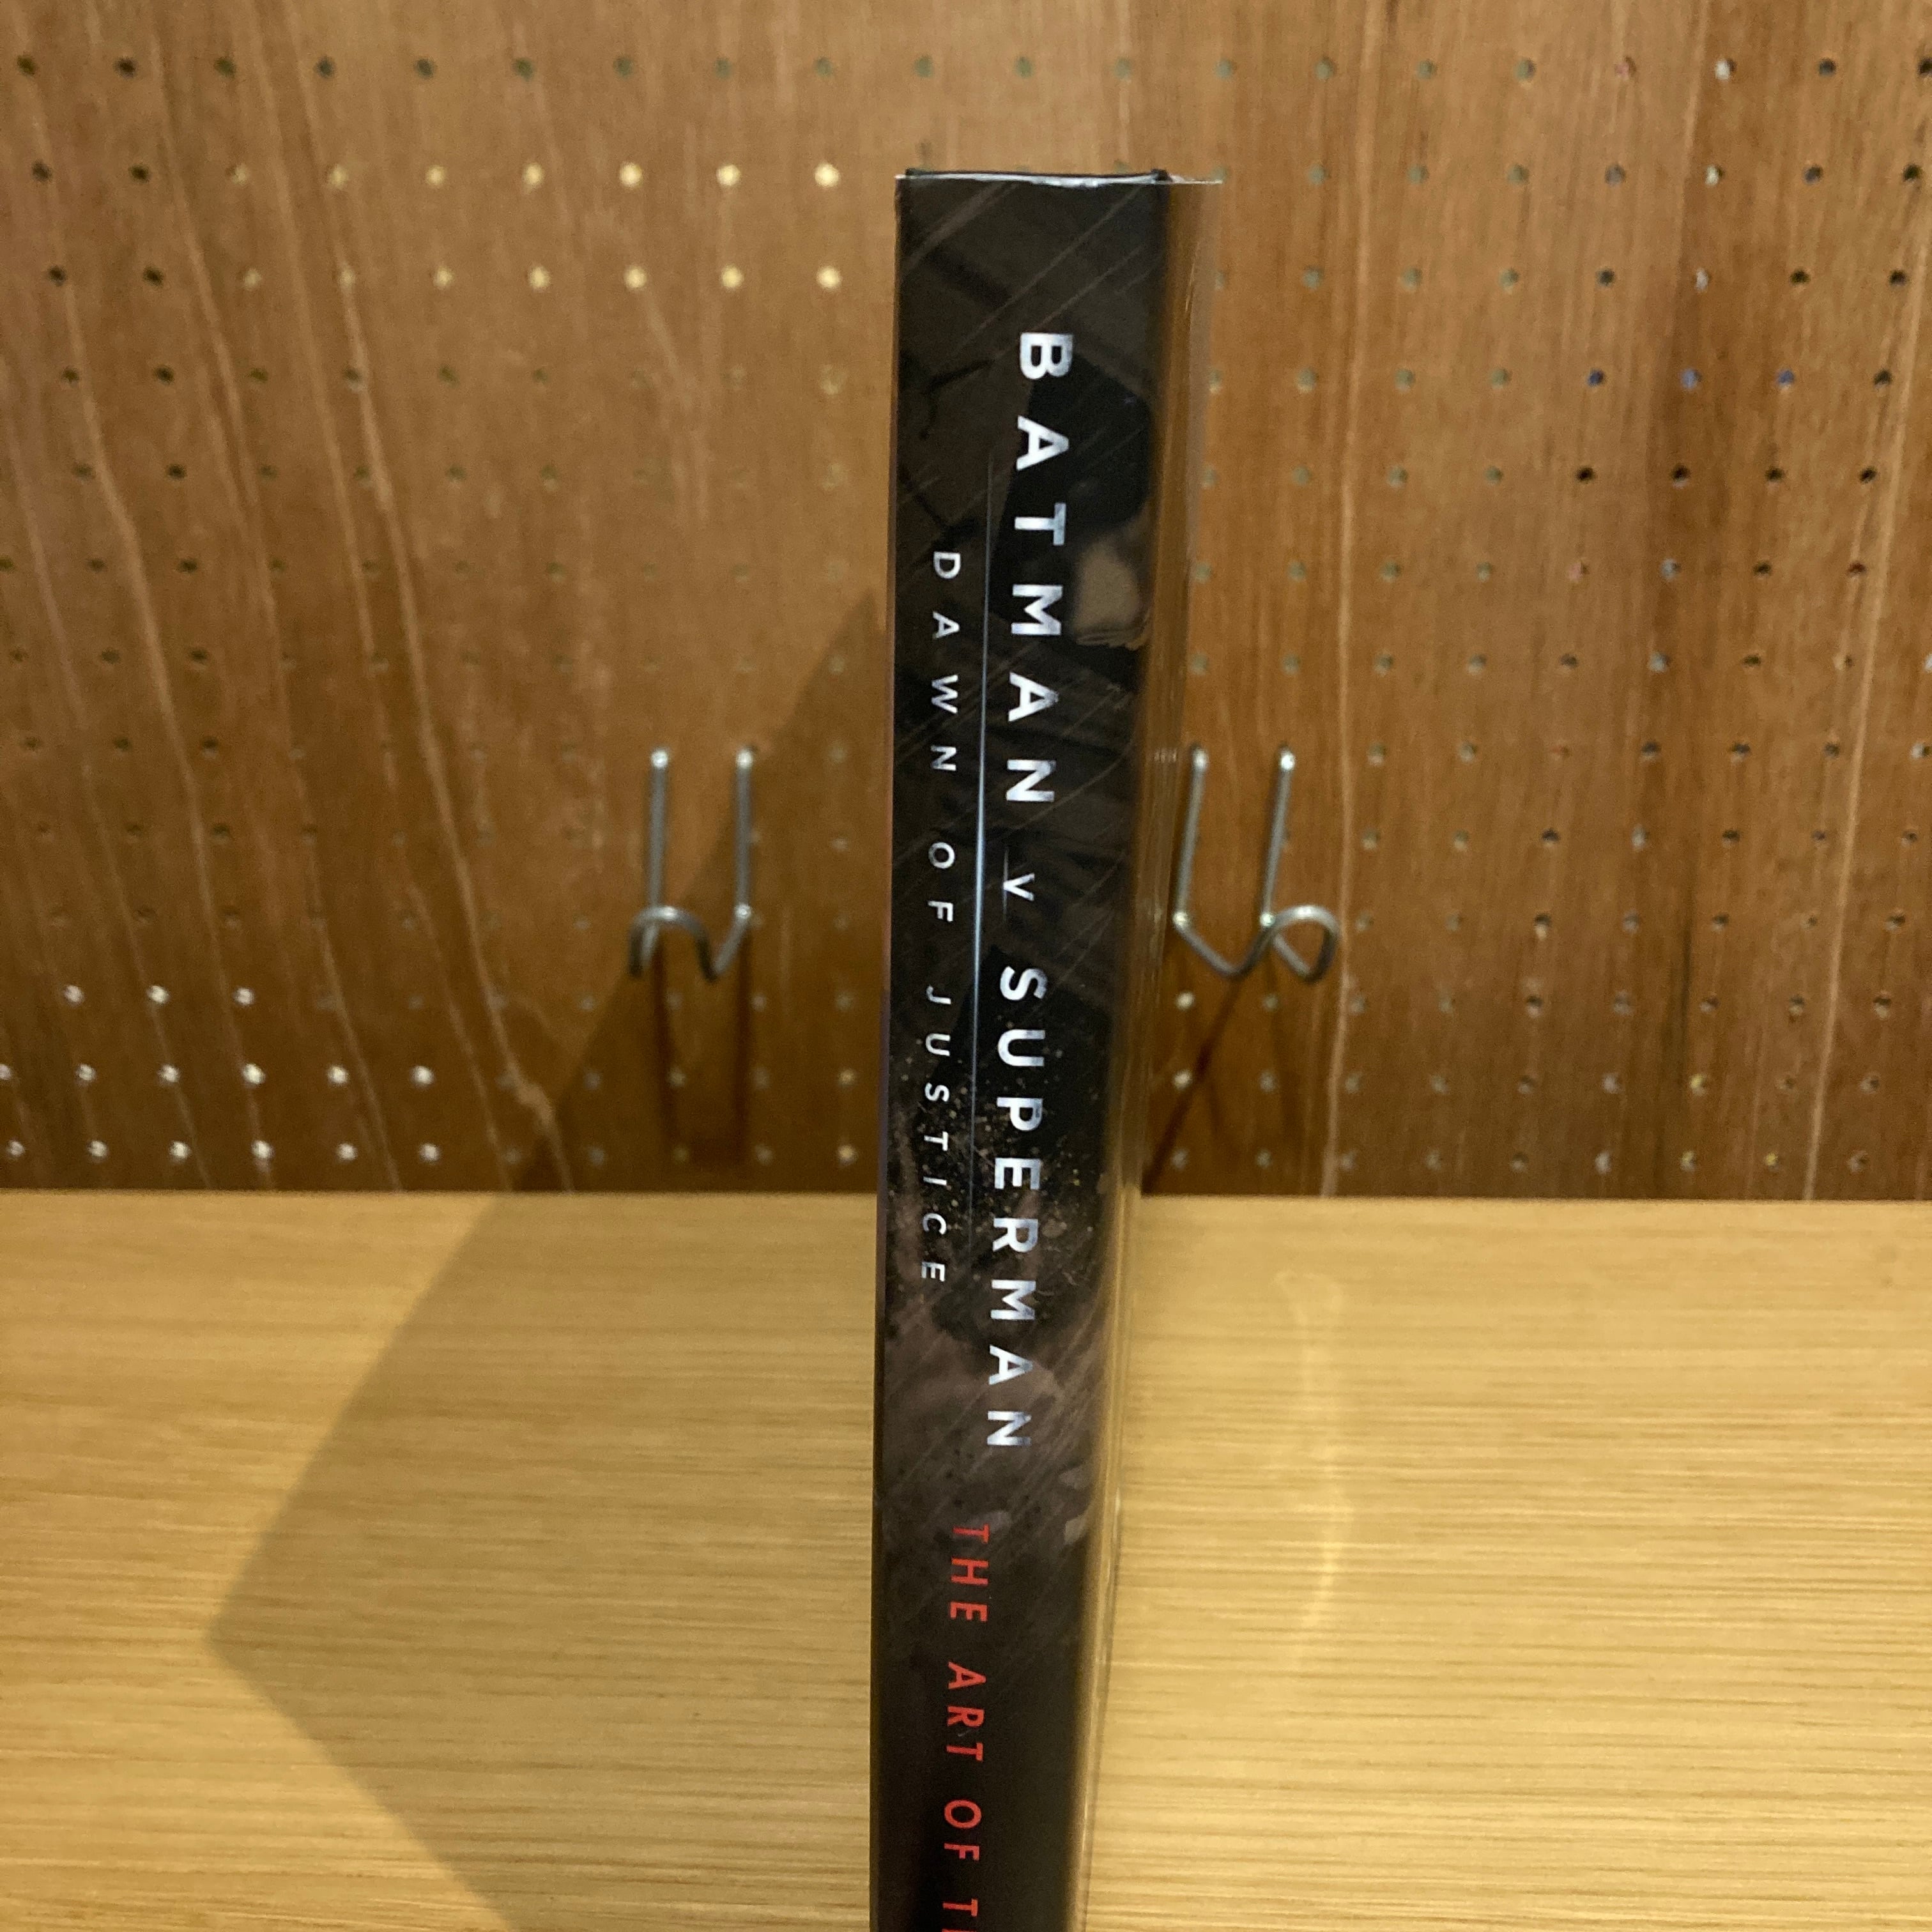 BATMAN V SUPERMAN
DAWN OF JUSTICE
THE ART OF